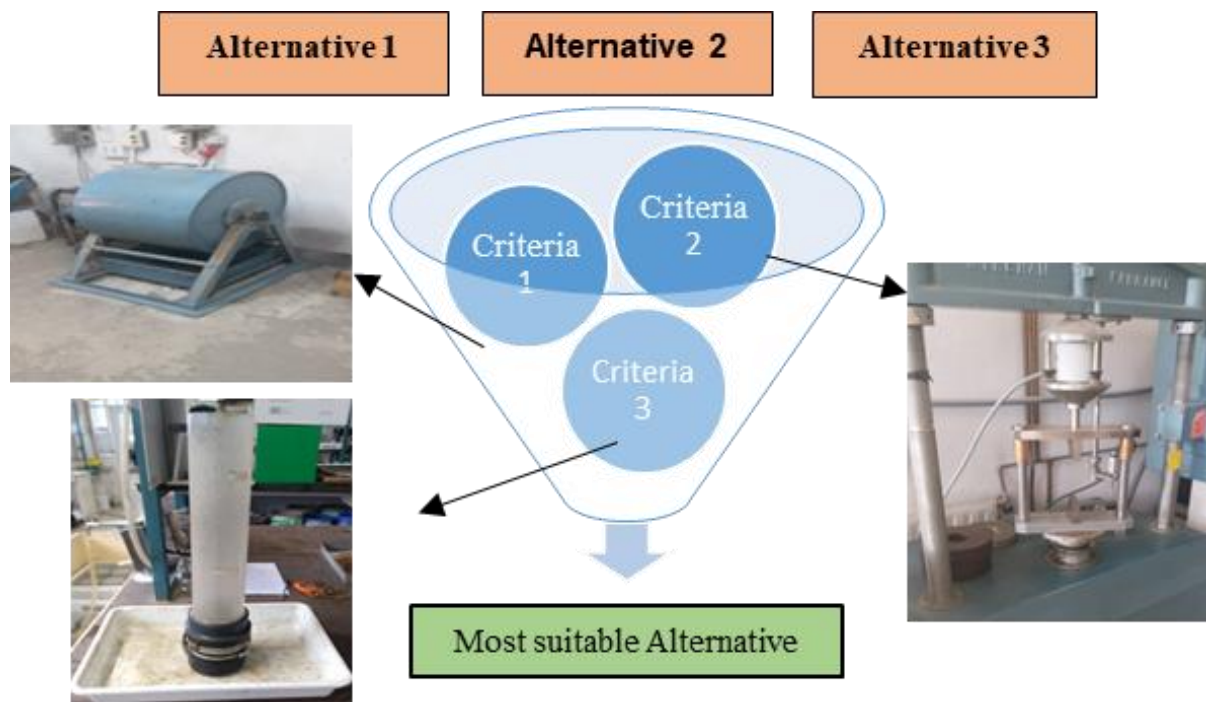 Alternative 1
Alternative 2
Alternative 3
Criteria
1
Criteria
2
Criteria
3
Most suitable Alternative